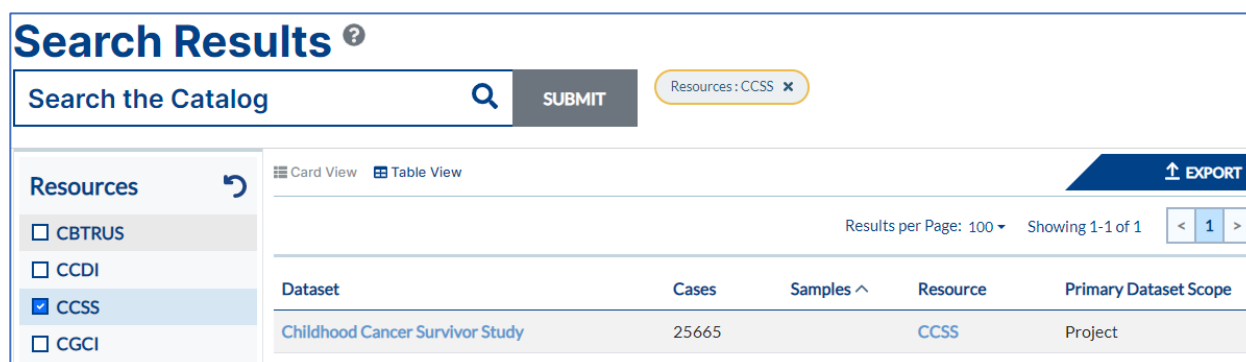 Search Results ?
Search the Catalog SUBMIT Resources : CCSS ×
Resources
CBTRUS
CCDI
CCSS
CGCI
Card View Table View EXPORT
Results per Page: 100 Showing 1-1 of 1 < 1 >
Dataset Cases Samples Resource Primary Dataset Scope
Childhood Cancer Survivor Study 25665 CCSS Project